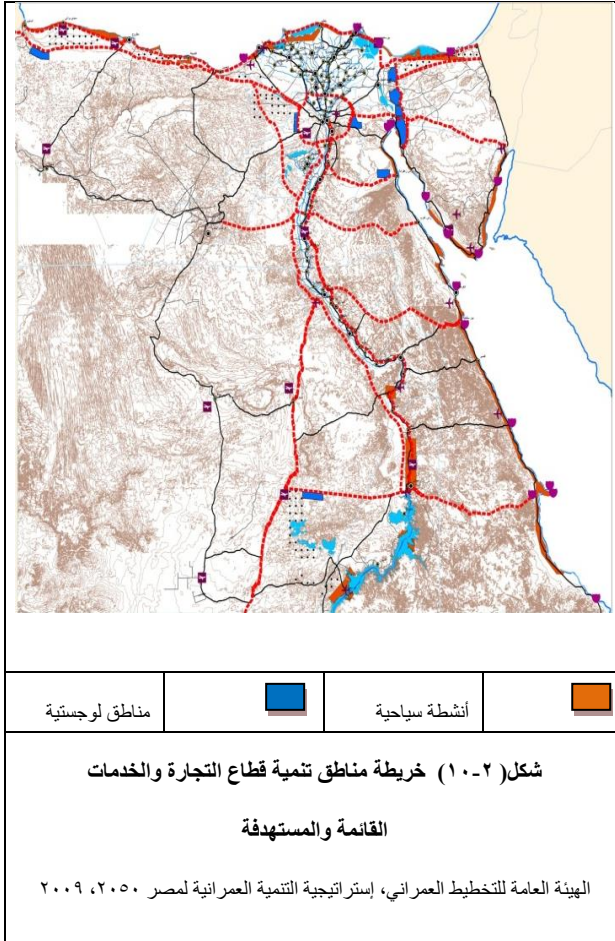 أنشطة سياحية
مناطق لوجستية
شكل( ٢-١٠) خريطة مناطق تنمية قطاع التجارة والخدمات
القائمة والمستهدفة
الهيئة العامة للتخطيط العمراني، إستراتيجية التنمية العمرانية لمصر ٢٠٥٠، ٢٠٠٩